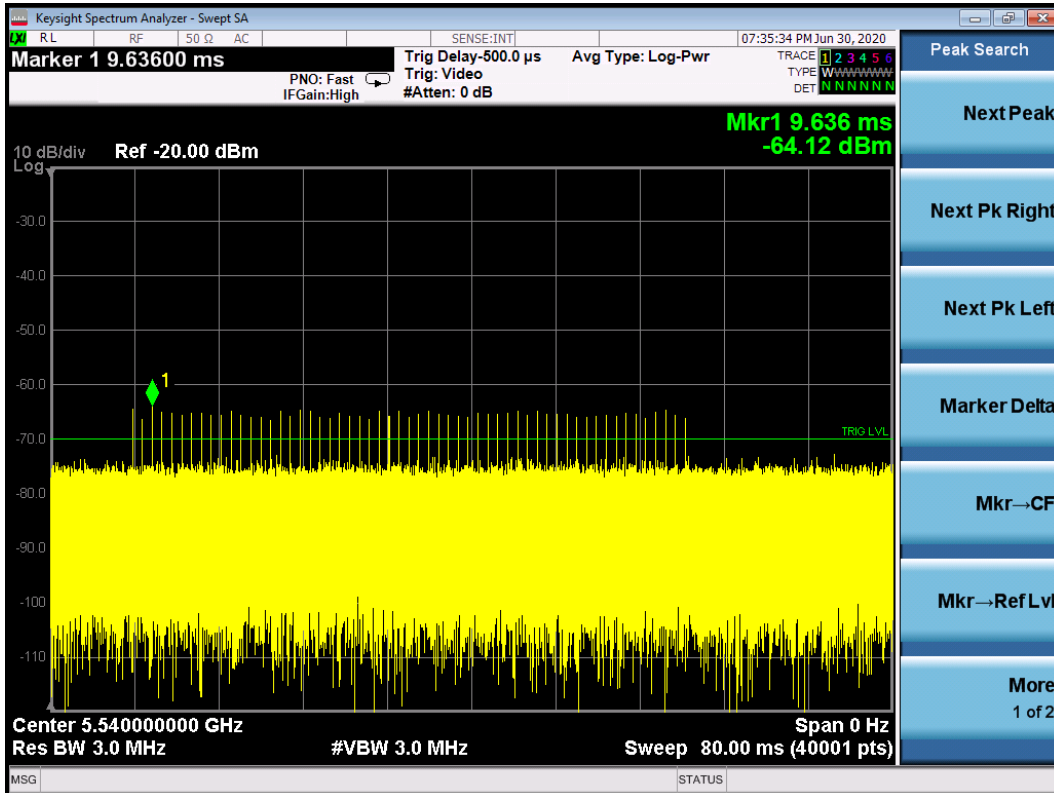 Keysight Spectrum Analyzer - Swept SA
LXI RL RF 50 Ω AC SENSE:INT 07:35:34 PM Jun 30, 2020
Marker 1 9.63600 ms
PNO: Fast
IFGain:High
Trig Delay-500.0 µs
Trig: Video
#Atten: 0 dB
Avg Type: Log-Pwr
TRACE 1 2 3 4 5 6
TYPE WWWWWW
DET N N N N N N
Mkr1 9.636 ms
-64.12 dBm
10 dB/div Ref -20.00 dBm
Log
-30.0
-40.0
-50.0
-60.0
-70.0
-80.0
-90.0
-100
-110
1
TRIG LVL
Center 5.540000000 GHz
Span 0 Hz
Res BW 3.0 MHz
#VBW 3.0 MHz
Sweep 80.00 ms (40001 pts)
MSG
STATUS
Peak Search
Next Peak
Next Pk Right
Next Pk Left
Marker Delta
Mkr→CF
Mkr→Ref Lvl
More
1 of 2